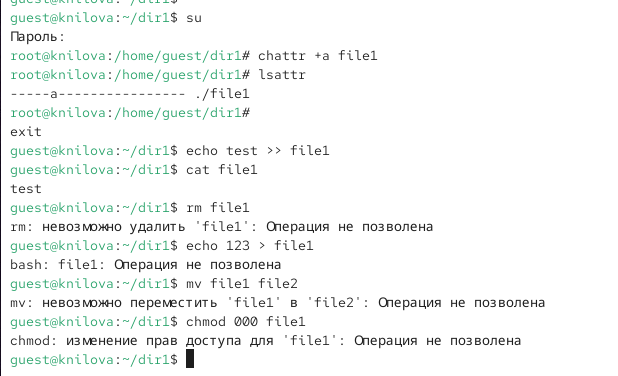 guest@knilova:~/dir1$
guest@knilova:~/dir1$ su
Пароль:
root@knilova:/home/guest/dir1# chattr +a file1
root@knilova:/home/guest/dir1# lsattr
-----a---------------- ./file1
root@knilova:/home/guest/dir1#
exit
guest@knilova:~/dir1$ echo test >> file1
guest@knilova:~/dir1$ cat file1
test
guest@knilova:~/dir1$ rm file1
rm: невозможно удалить 'file1': Операция не позволена
guest@knilova:~/dir1$ echo 123 > file1
bash: file1: Операция не позволена
guest@knilova:~/dir1$ mv file1 file2
mv: невозможно переместить 'file1' в 'file2': Операция не позволена
guest@knilova:~/dir1$ chmod 000 file1
chmod: изменение прав доступа для 'file1': Операция не позволена
guest@knilova:~/dir1$